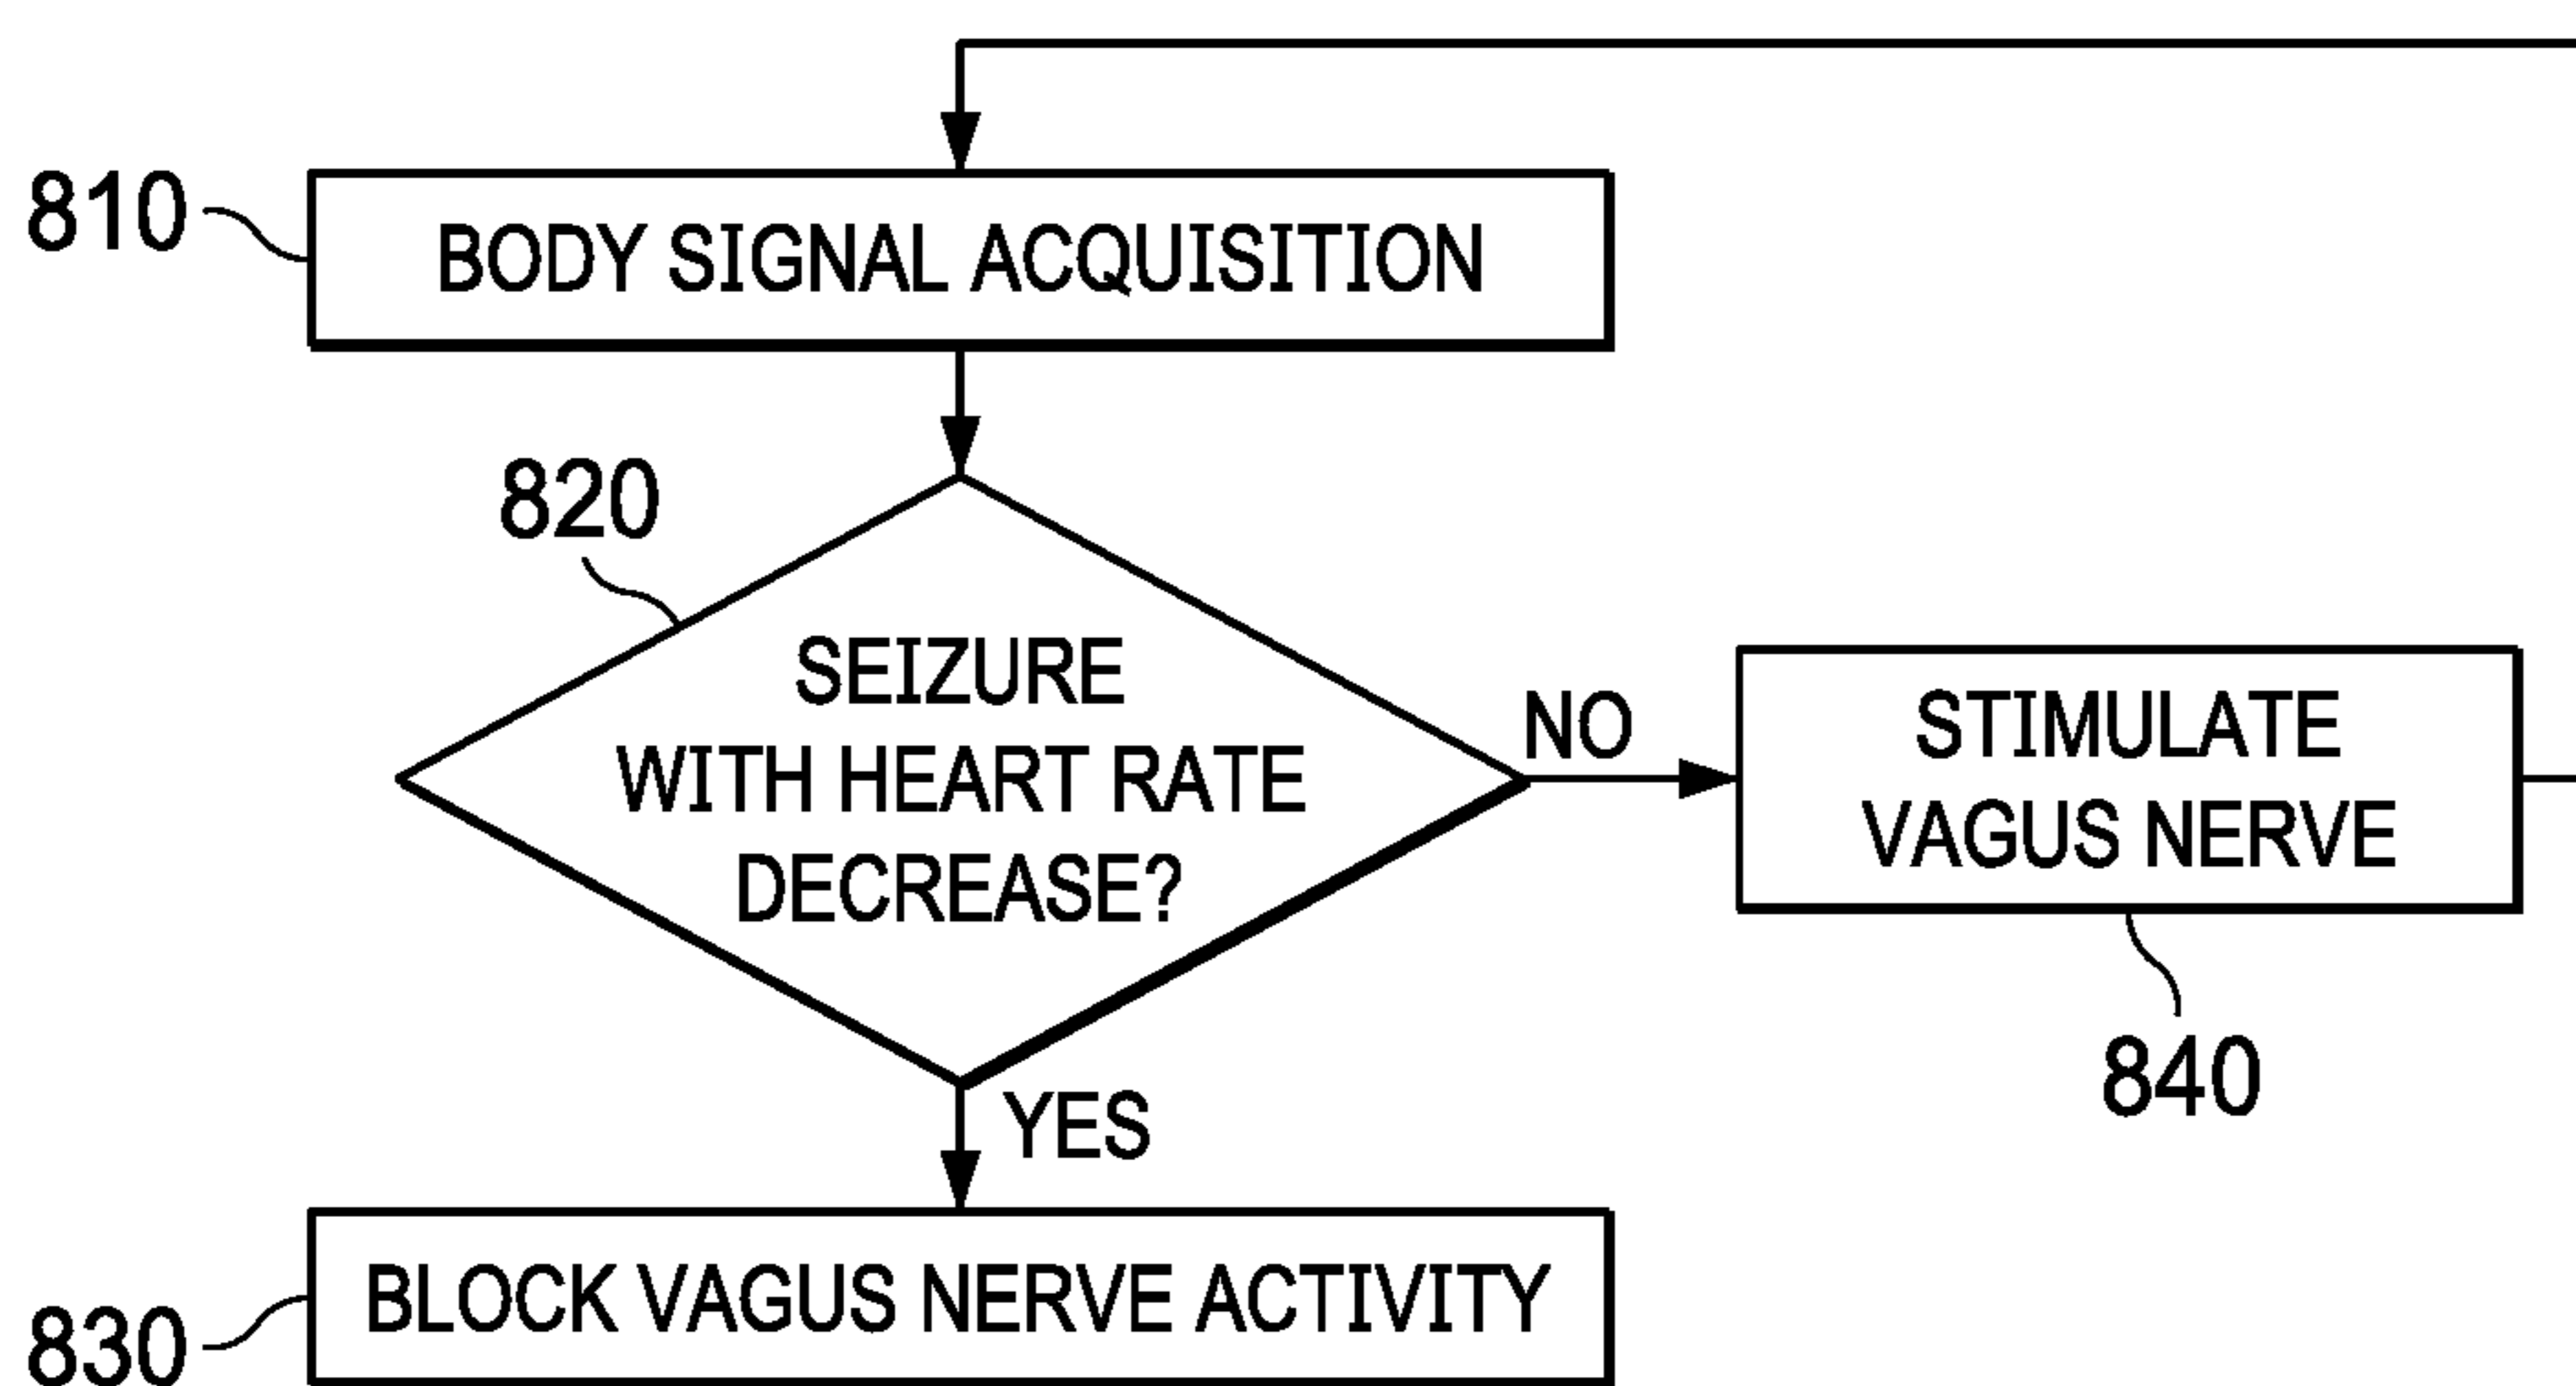 810
BODY SIGNAL ACQUISITION
820
SEIZURE
WITH HEART RATE
DECREASE?
NO
STIMULATE
VAGUS NERVE
840
YES
830
BLOCK VAGUS NERVE ACTIVITY